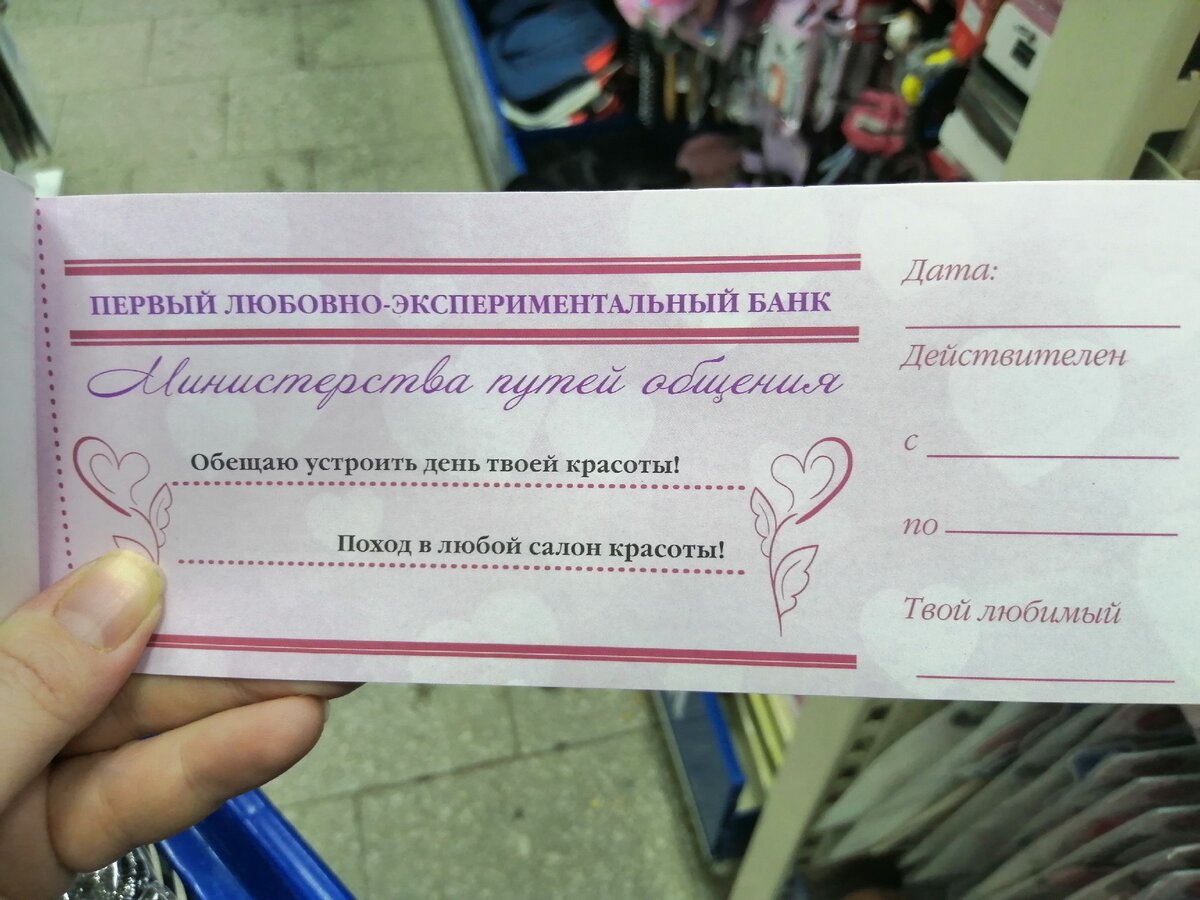 ПЕРВЫЙ ЛЮБОВНО-ЭКСПЕРИМЕНТАЛЬНЫЙ БАНК
Министерства путей общения
Обещаю устроить день твоей красоты!
Поход в любой салон красоты!
Дата:
Действителен
с
по
Твой любимый